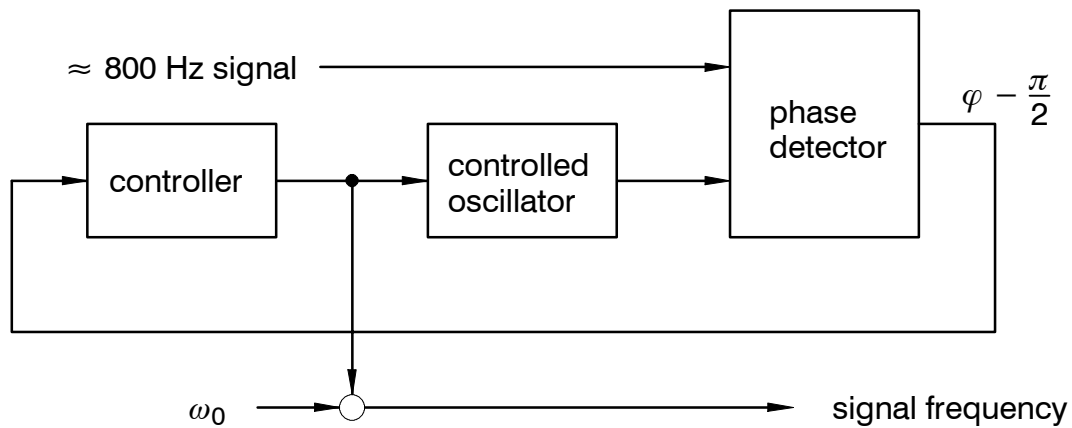 ≈ 800 Hz signal
phase
detector
φ − π/2
controller
controlled
oscillator
ω0
signal frequency